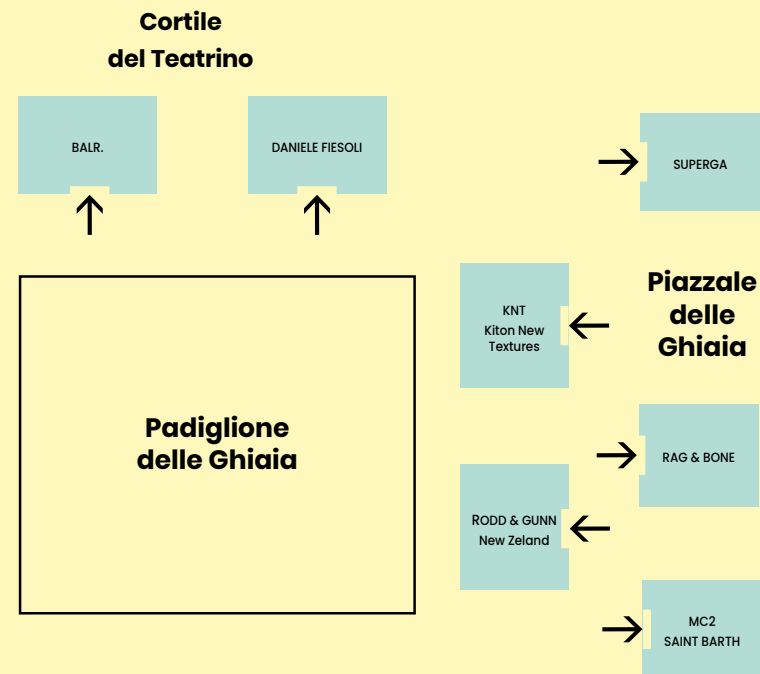 Cortile
del Teatrino
BALR.
DANIELE FIESOLI
SUPERGA
KNT
Kiton New
Textures
Piazzale
delle
Ghiaia
Padiglione
delle Ghiaia
RAG & BONE
RODD & GUNN
New Zeland
MC2
SAINT BARTH